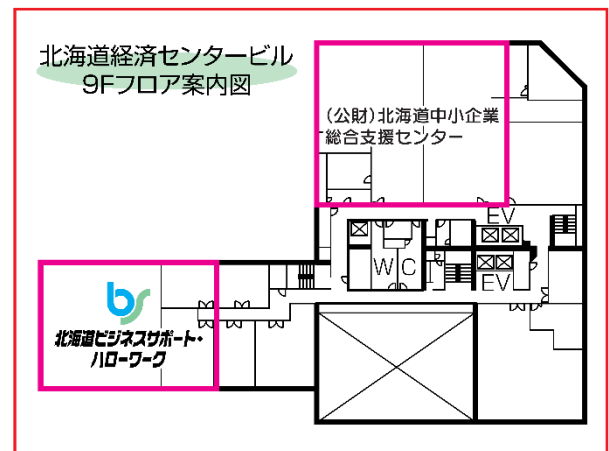 北海道経済センタービル
9Fフロア案内図
(公財)北海道中小企業
総合支援センター
EV
WC
EV
bs
北海道ビジネスサポート・
ハローワーク